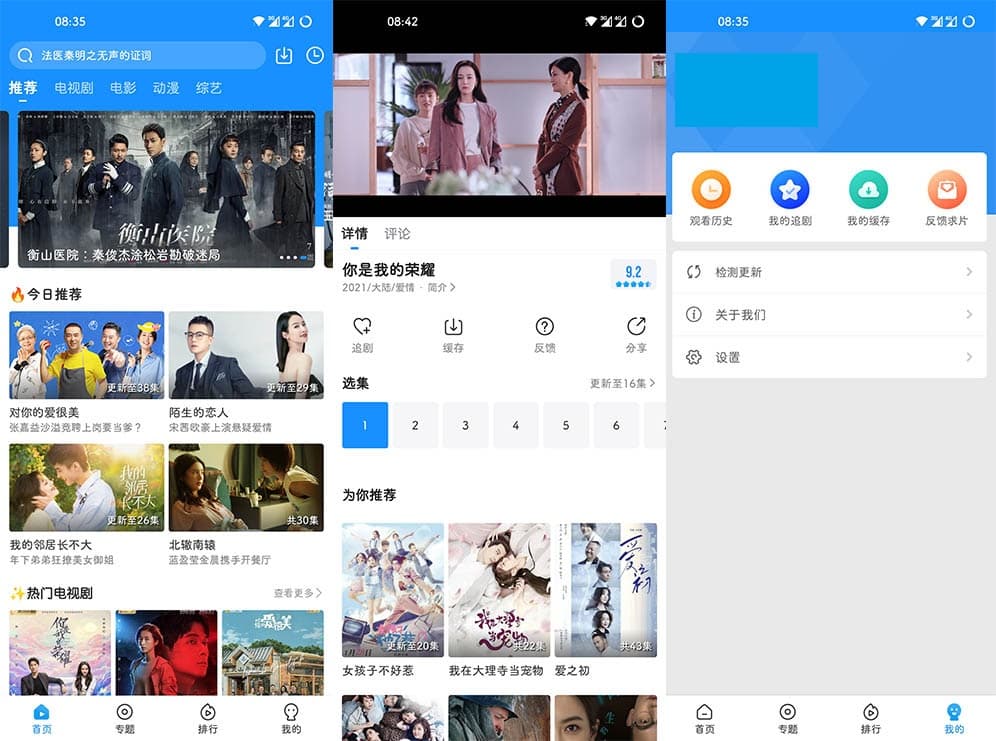 08:35
法医秦明之无声的证词
推荐 电视剧 电影 动漫 综艺
衡山医院
衡山医院：秦俊杰涂松岩勘破迷局
🔥今日推荐
更新至38集
更新至29集
对你的爱很美
陌生的恋人
张嘉益沙溢竞聘上岗要当爹？
宋茜欧豪上演悬疑爱情
我的邻居长不大
更新至26集
共30集
我的邻居长不大
北辙南辕
年下弟弟狂撩美女御姐
蓝盈莹金晨携手开餐厅
✨热门电视剧
查看更多
首页
专题
排行
我的
08:42
详情 评论
你是我的荣耀
9.2
2021/大陆/爱情 · 简介
追剧
缓存
反馈
分享
选集
更新至16集
1 2 3 4 5 6
为你推荐
更新至20集
共22集
爱之初
共43集
女孩子不好惹
我在大理寺当宠物
爱之初
08:35
观看历史
我的追剧
我的缓存
反馈求片
检测更新
关于我们
设置
首页
专题
排行
我的